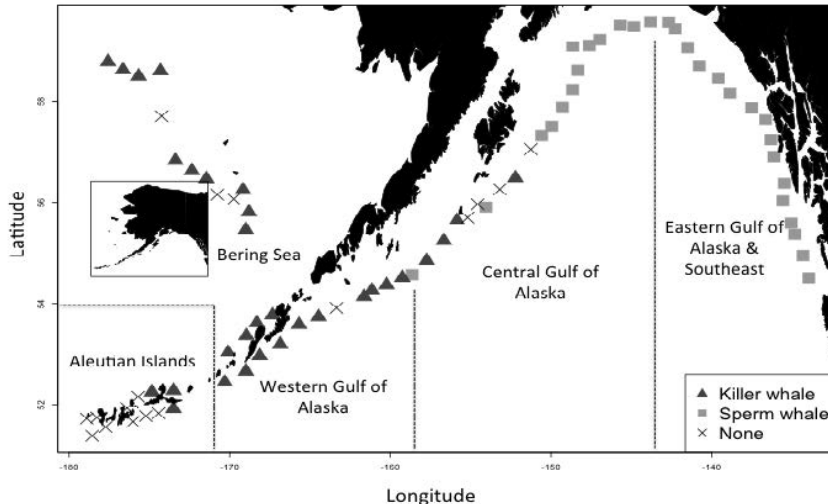 58
56
54
52
Latitude
Bering Sea
Eastern Gulf of
Alaska &
Southeast
Central Gulf of
Alaska
Aleutian Islands
Western Gulf of
Alaska
Killer whale
Sperm whale
None
-180 -170 -160 -150 -140
Longitude